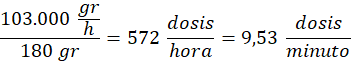 103.000 gr/h / 180 gr = 572 dosis/hora = 9,53 dosis/minuto